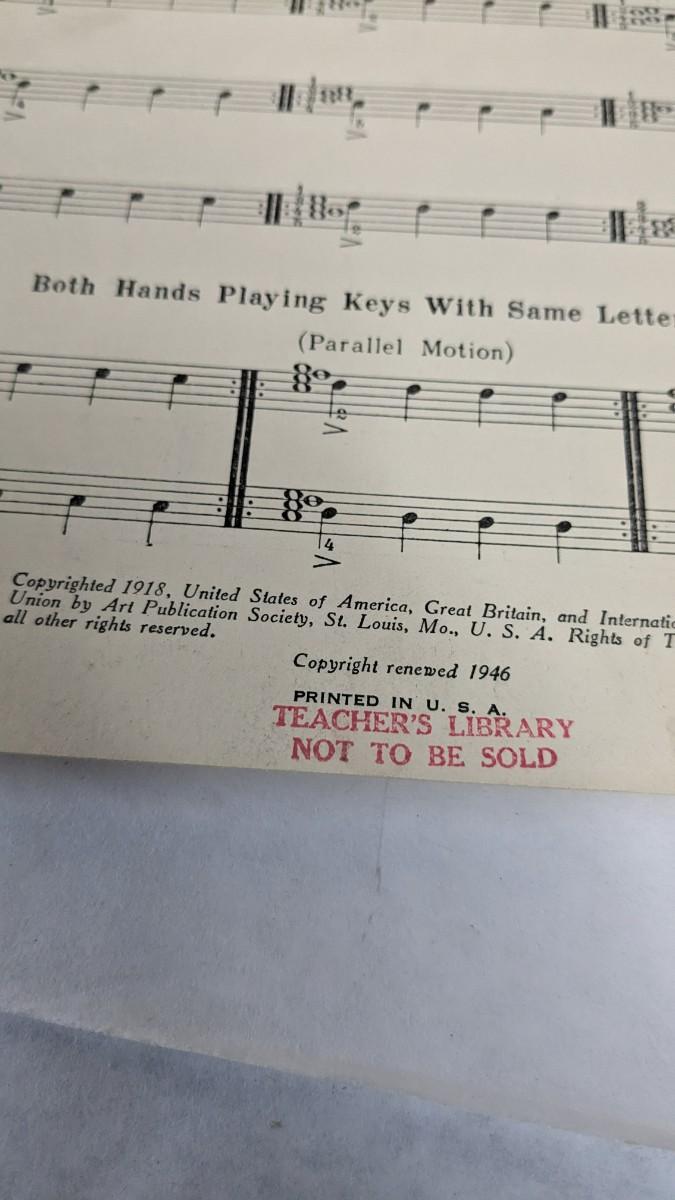 Both Hands Playing Keys With Same Lette
(Parallel Motion)
2
4
Copyrighted 1918, United States of America, Great Britain, and Internatio
Union by Art Publication Society, St. Louis, Mo., U. S. A. Rights of T
all other rights reserved.
Copyright renewed 1946
PRINTED IN U. S. A.
TEACHER'S LIBRARY
NOT TO BE SOLD